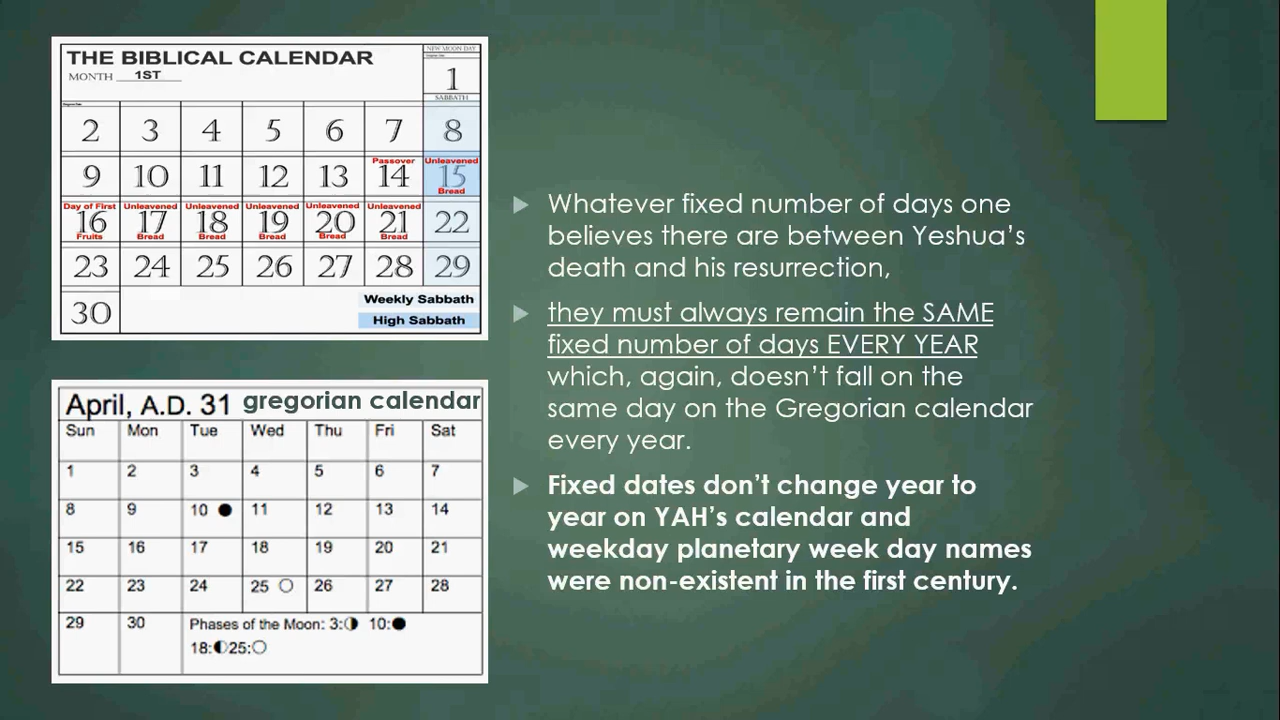 THE BIBLICAL CALENDAR
MONTH 1ST
NEW MOON DAY
1
SABBATH
2 3 4 5 6 7 8
Passover Unleavened
9 10 11 12 13 14 15
Bread
Day of First Unleavened Unleavened Unleavened Unleavened Unleavened
16 17 18 19 20 21 22
Fruits Bread Bread Bread Bread Bread
23 24 25 26 27 28 29
Weekly Sabbath
30
High Sabbath
April, A.D. 31 gregorian calendar
Sun Mon Tue Wed Thu Fri Sat
1 2 3 4 5 6 7
8 9 10 11 12 13 14
15 16 17 18 19 20 21
22 23 24 25 26 27 28
29 30 Phases of the Moon: 3: 10:
18: 25:
Whatever fixed number of days one
believes there are between Yeshua’s
death and his resurrection,
they must always remain the SAME
fixed number of days EVERY YEAR
which, again, doesn’t fall on the
same day on the Gregorian calendar
every year.
Fixed dates don’t change year to
year on YAH’s calendar and
weekday planetary week day names
were non-existent in the first century.